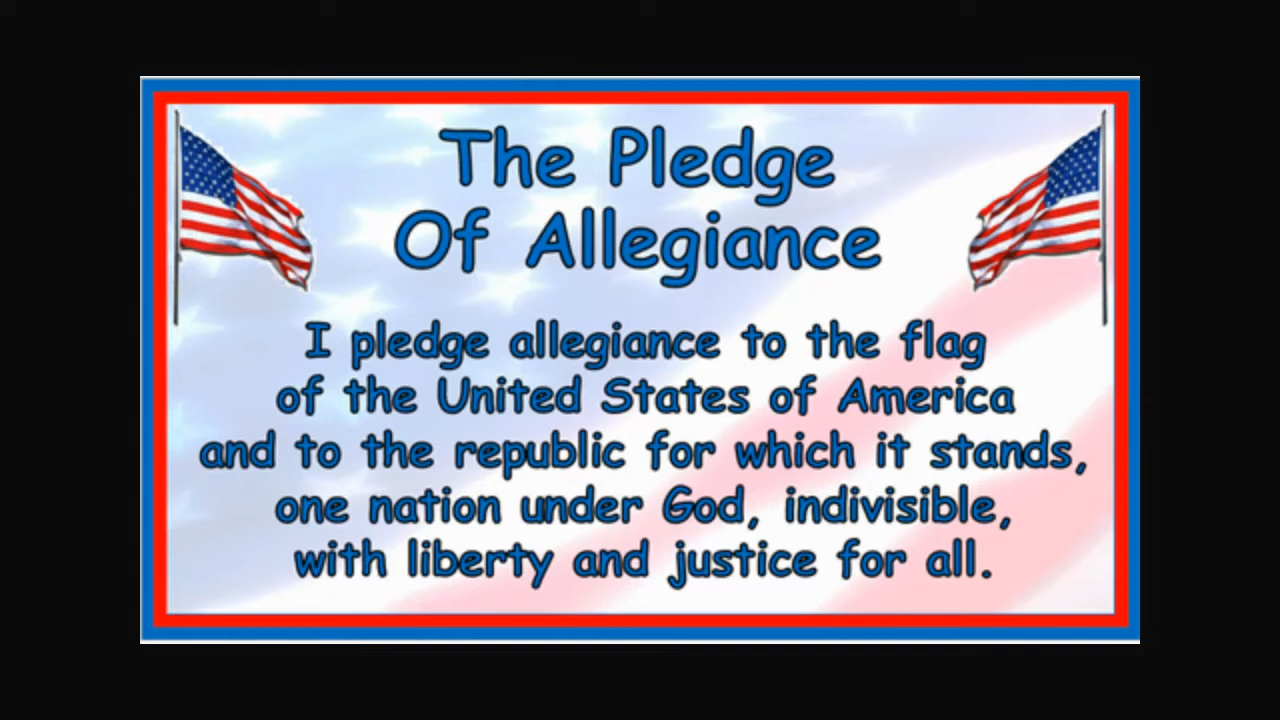 The Pledge
Of Allegiance
I pledge allegiance to the flag
of the United States of America
and to the republic for which it stands,
one nation under God, indivisible,
with liberty and justice for all.